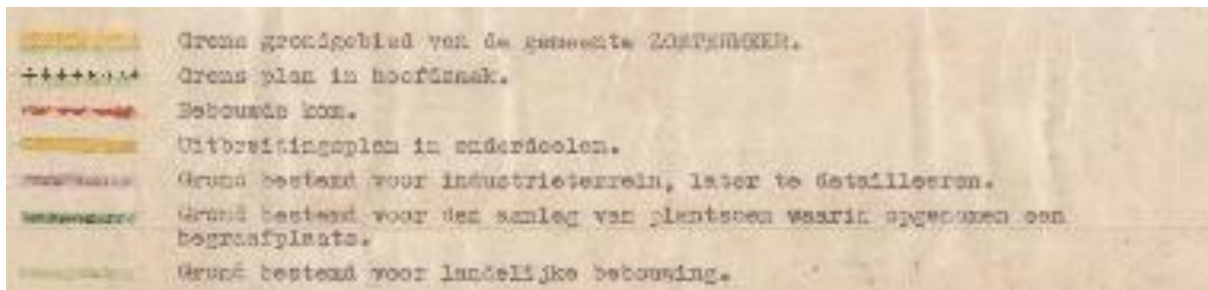 Grens grondgebied van de gemeente ZOETERMEER.
Grens plan in hoofdzaak.
Bebouwde kom.
Uitbreidingsplan in onderdeelen.
Grond bestemd voor industrieterrein, later te detailleeren.
Grond bestemd voor den aanleg van plantsoen waarin opgenomen een
begraafplaats.
Grond bestemd voor landelijke bebouwing.